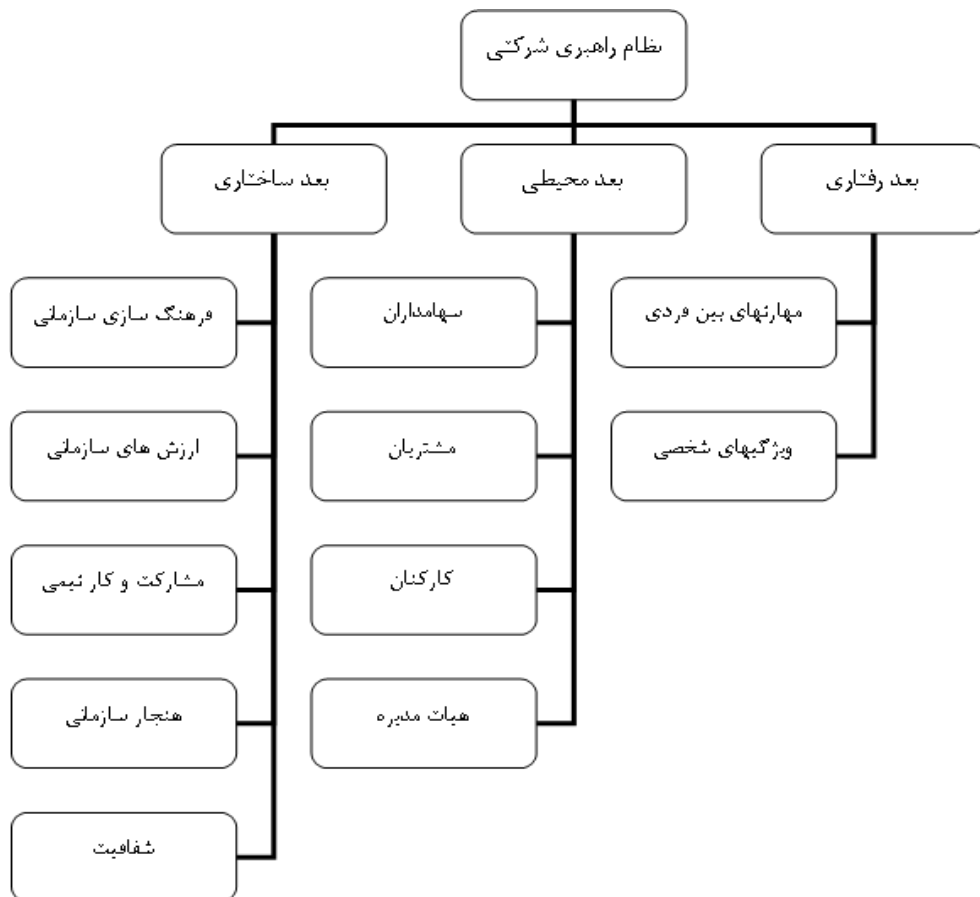 نظام راهبری شرکتی
بعد رفتاری
بعد محیطی
بعد ساختاری
مهارتهای بین فردی
ویژگیهای شخصی
سهامداران
مشتریان
کارکنان
هیات مدیره
فرهنگ سازی سازمانی
ارزش های سازمانی
مشارکت و کار تیمی
هنجار سازمانی
شفافیت